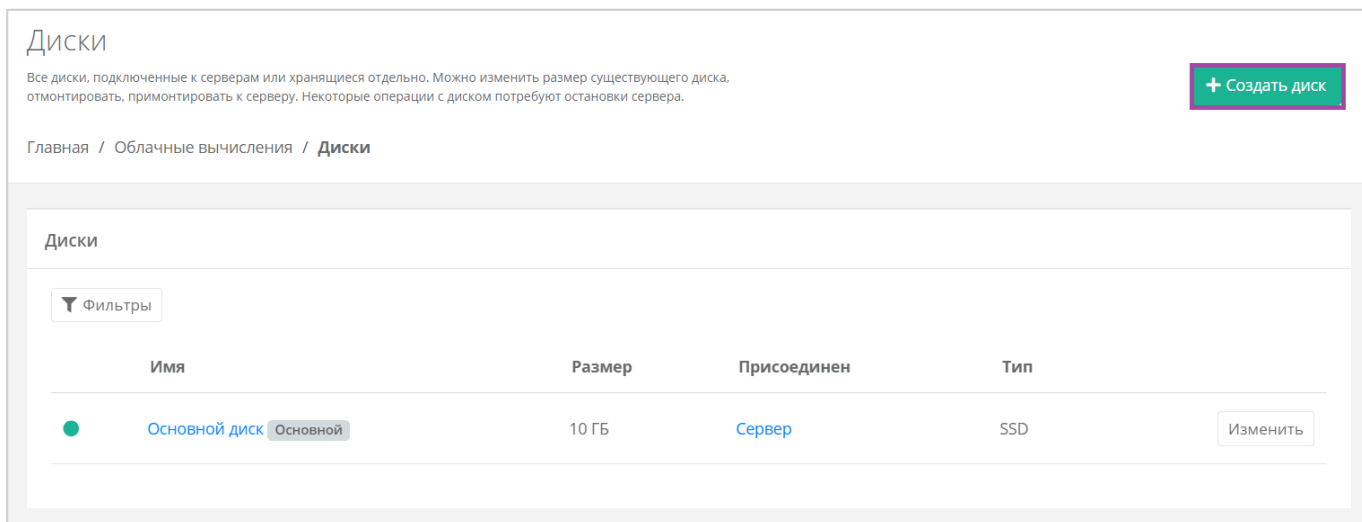 Диски
Все диски, подключенные к серверам или хранящиеся отдельно. Можно изменить размер существующего диска,
отмонтировать, примонтировать к серверу. Некоторые операции с диском потребуют остановки сервера.
+ Создать диск
Главная / Облачные вычисления / Диски
Диски
Фильтры
Имя Размер Присоединен Тип
Основной диск Основной 10 ГБ Сервер SSD Изменить